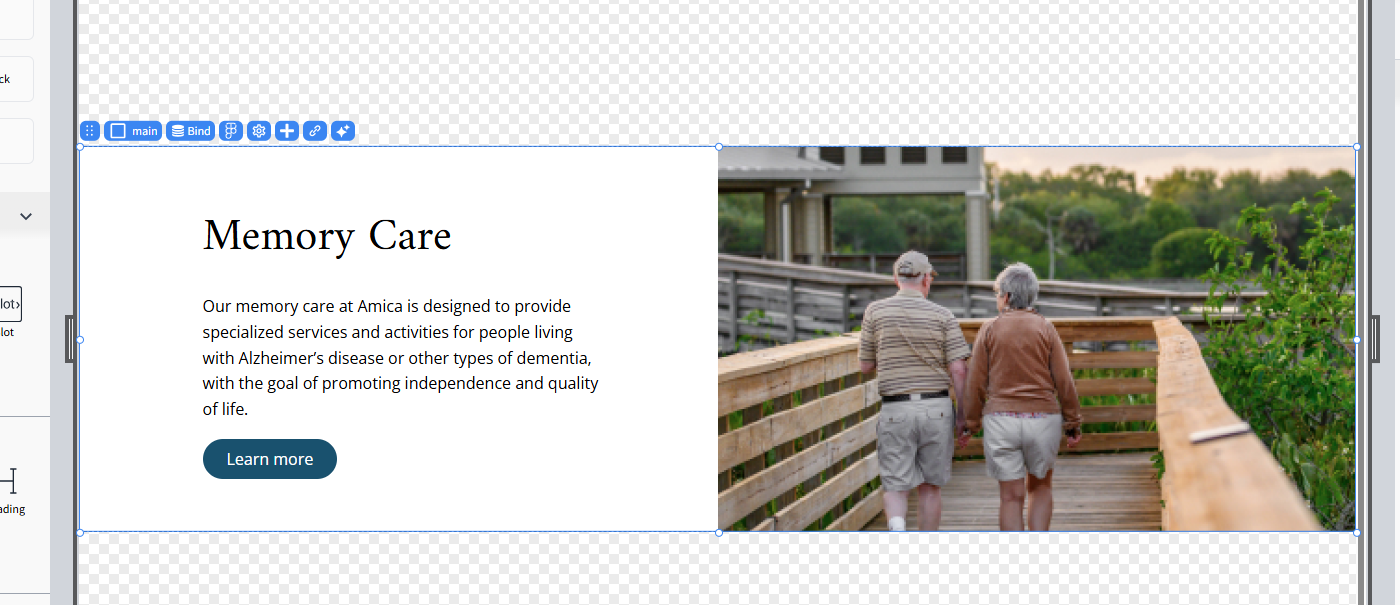 ck
main Bind
Memory Care
Our memory care at Amica is designed to provide
specialized services and activities for people living
with Alzheimer’s disease or other types of dementia,
with the goal of promoting independence and quality
of life.
Learn more
lot›
lot
ading